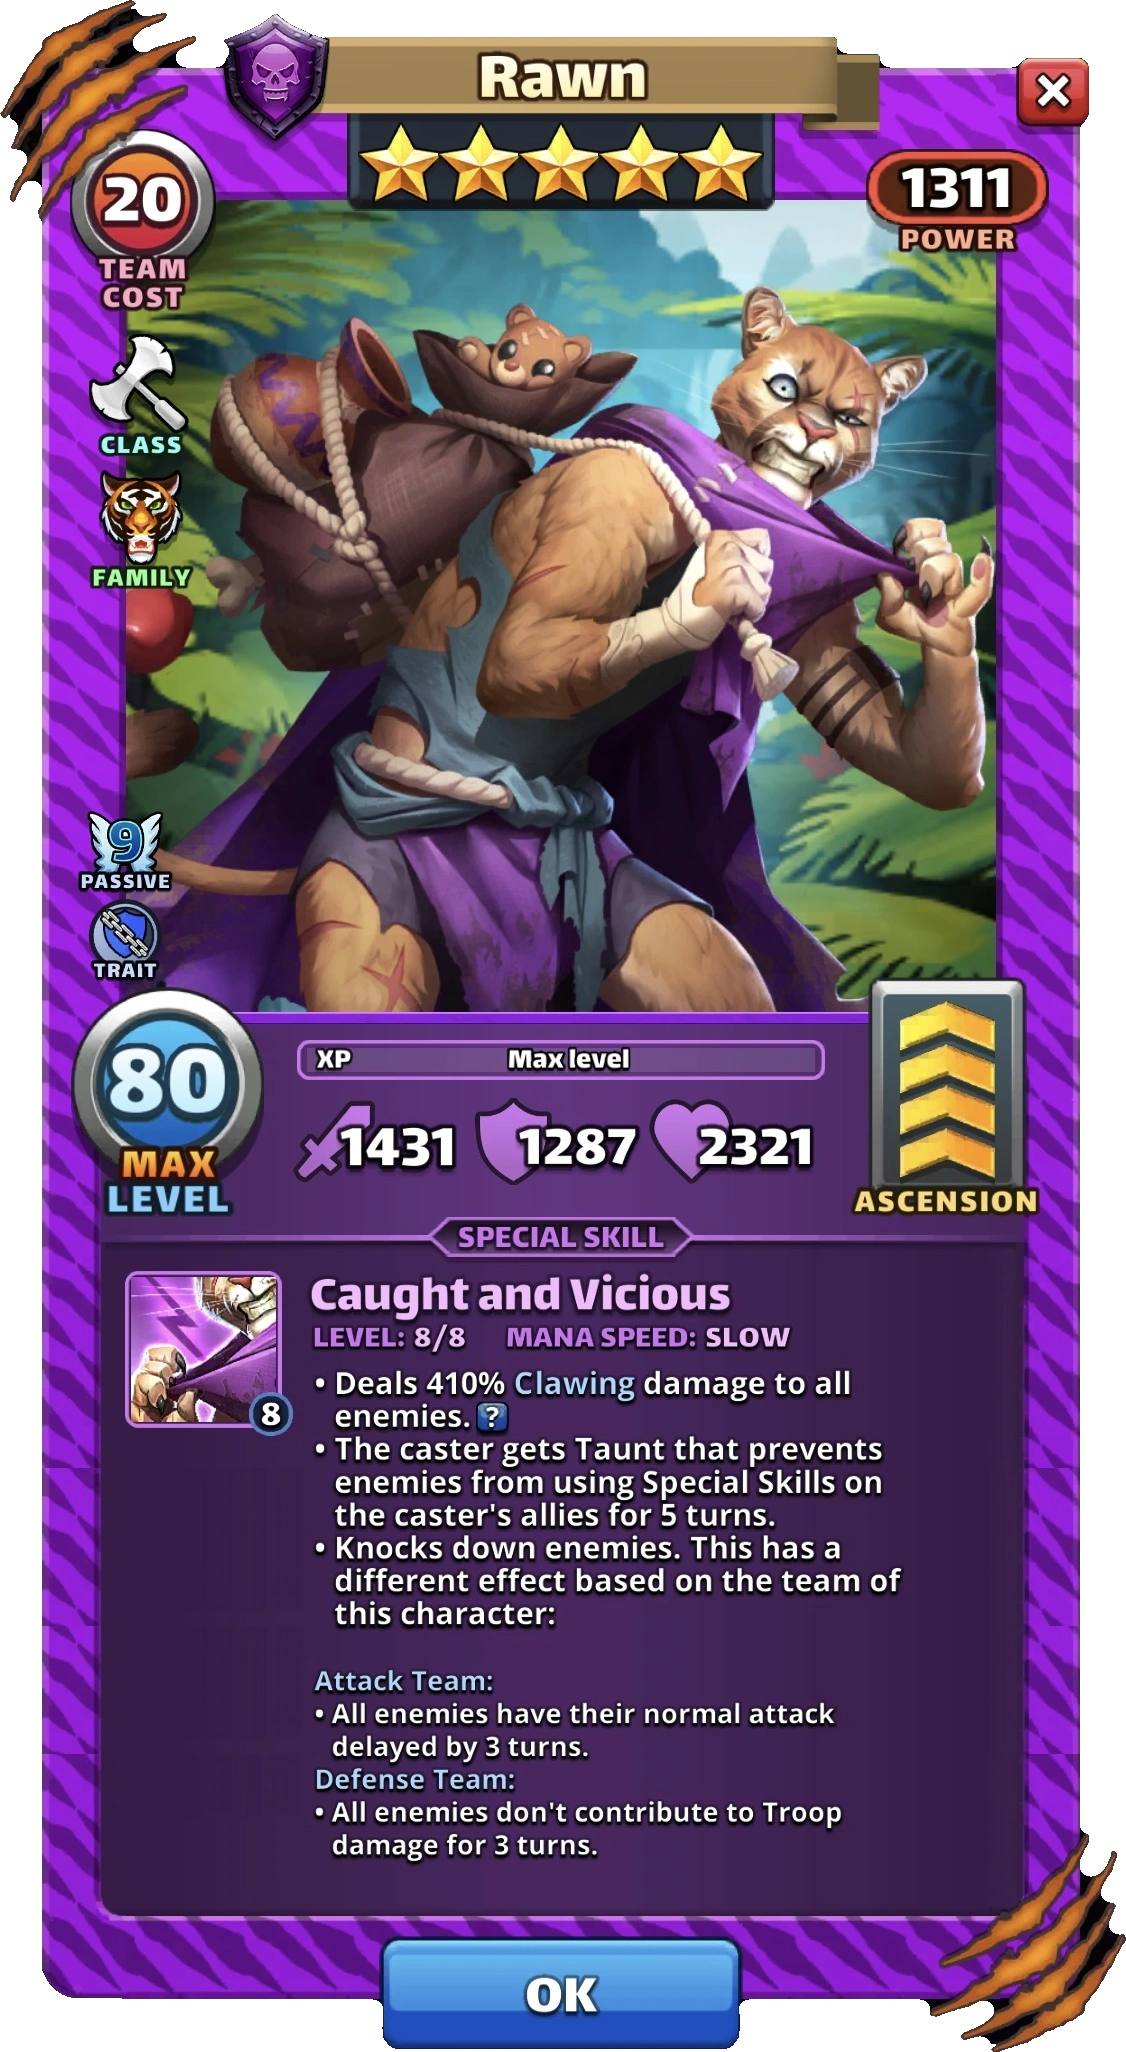 Rawn
20
TEAM
COST
1311
POWER
CLASS
FAMILY
9
PASSIVE
TRAIT
80
MAX
LEVEL
XP Max level
1431 1287 2321
ASCENSION
SPECIAL SKILL
8
Caught and Vicious
LEVEL: 8/8 MANA SPEED: SLOW
• Deals 410% Clawing damage to all
enemies. ?
• The caster gets Taunt that prevents
enemies from using Special Skills on
the caster's allies for 5 turns.
• Knocks down enemies. This has a
different effect based on the team of
this character:
Attack Team:
• All enemies have their normal attack
delayed by 3 turns.
Defense Team:
• All enemies don't contribute to Troop
damage for 3 turns.
OK